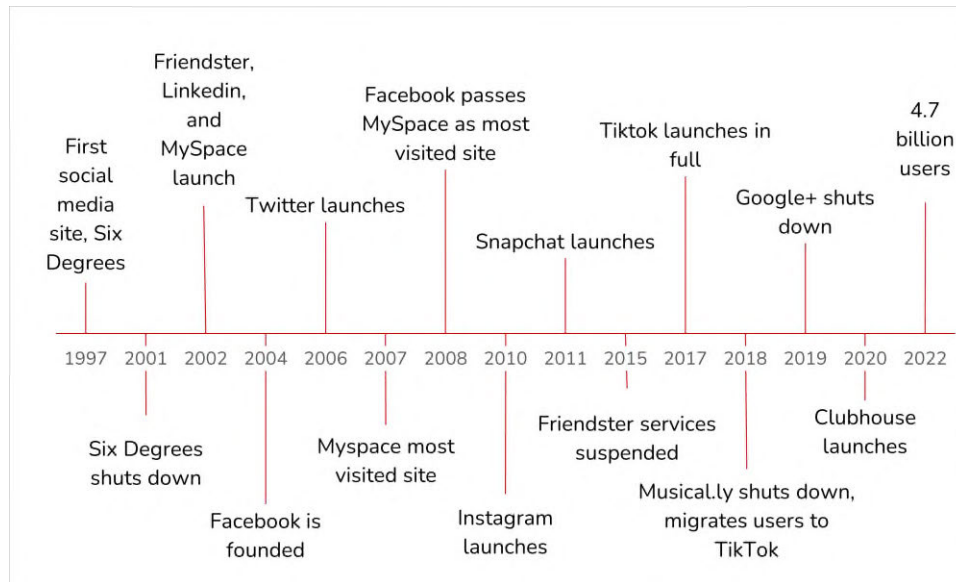 First
social
media
site, Six
Degrees
Friendster,
Linkedin,
and
MySpace
launch
Twitter launches
Facebook passes
MySpace as most
visited site
Snapchat launches
Tiktok launches in
full
Google+ shuts
down
4.7
billion
users
1997 2001 2002 2004 2006 2007 2008 2010 2011 2015 2017 2018 2019 2020 2022
Six Degrees
shuts down
Facebook is
founded
Myspace most
visited site
Instagram
launches
Friendster services
suspended
Musical.ly shuts down,
migrates users to
TikTok
Clubhouse
launches